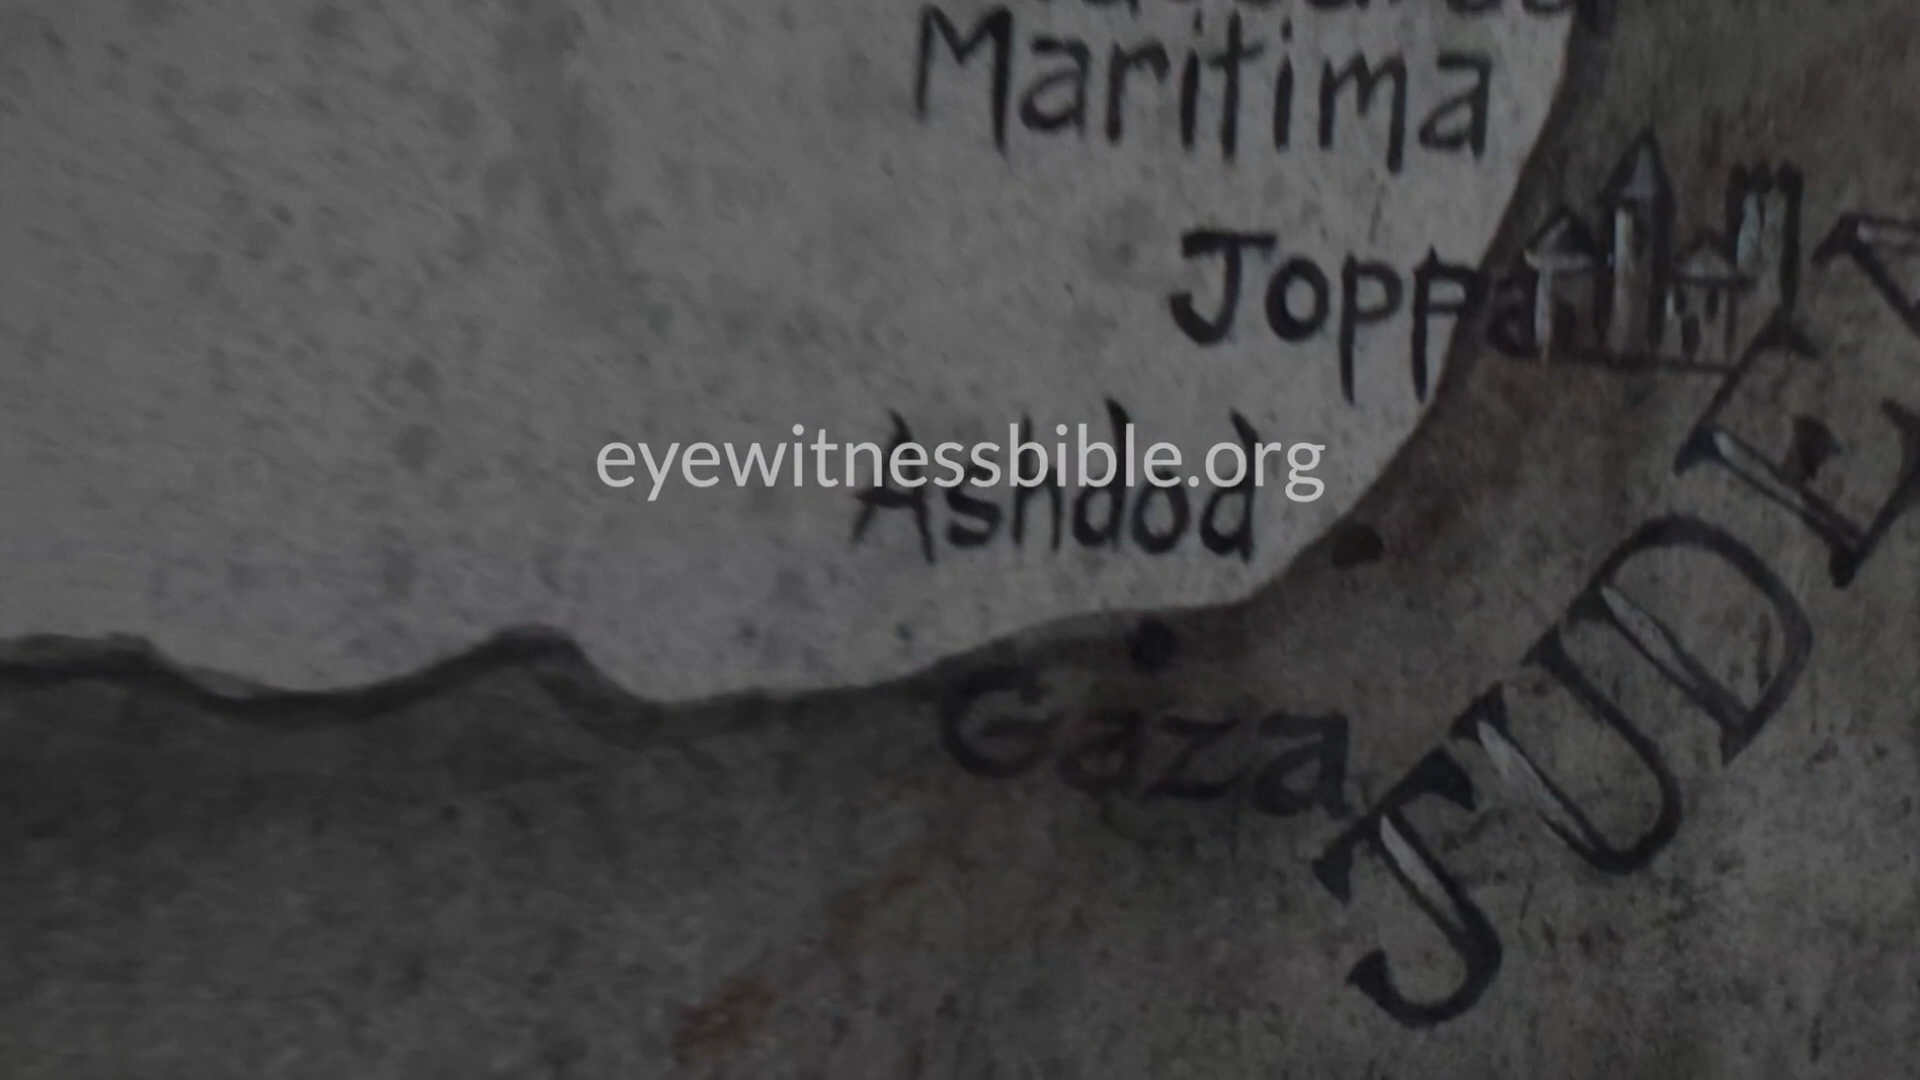 Maritima
Joppa
eyewitnessbible.org
Ashdod
Gaza
JUDE